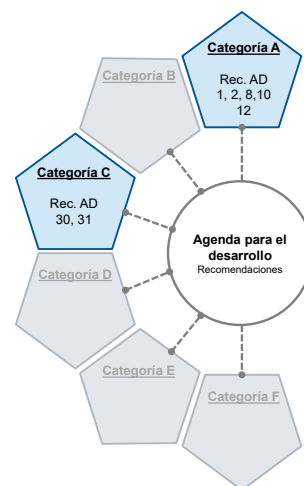 Categoría A
Rec. AD
1, 2, 8,10
12
Categoría B
Categoría C
Rec. AD
30, 31
Agenda para el
desarrollo
Recomendaciones
Categoría D
Categoría E
Categoría F